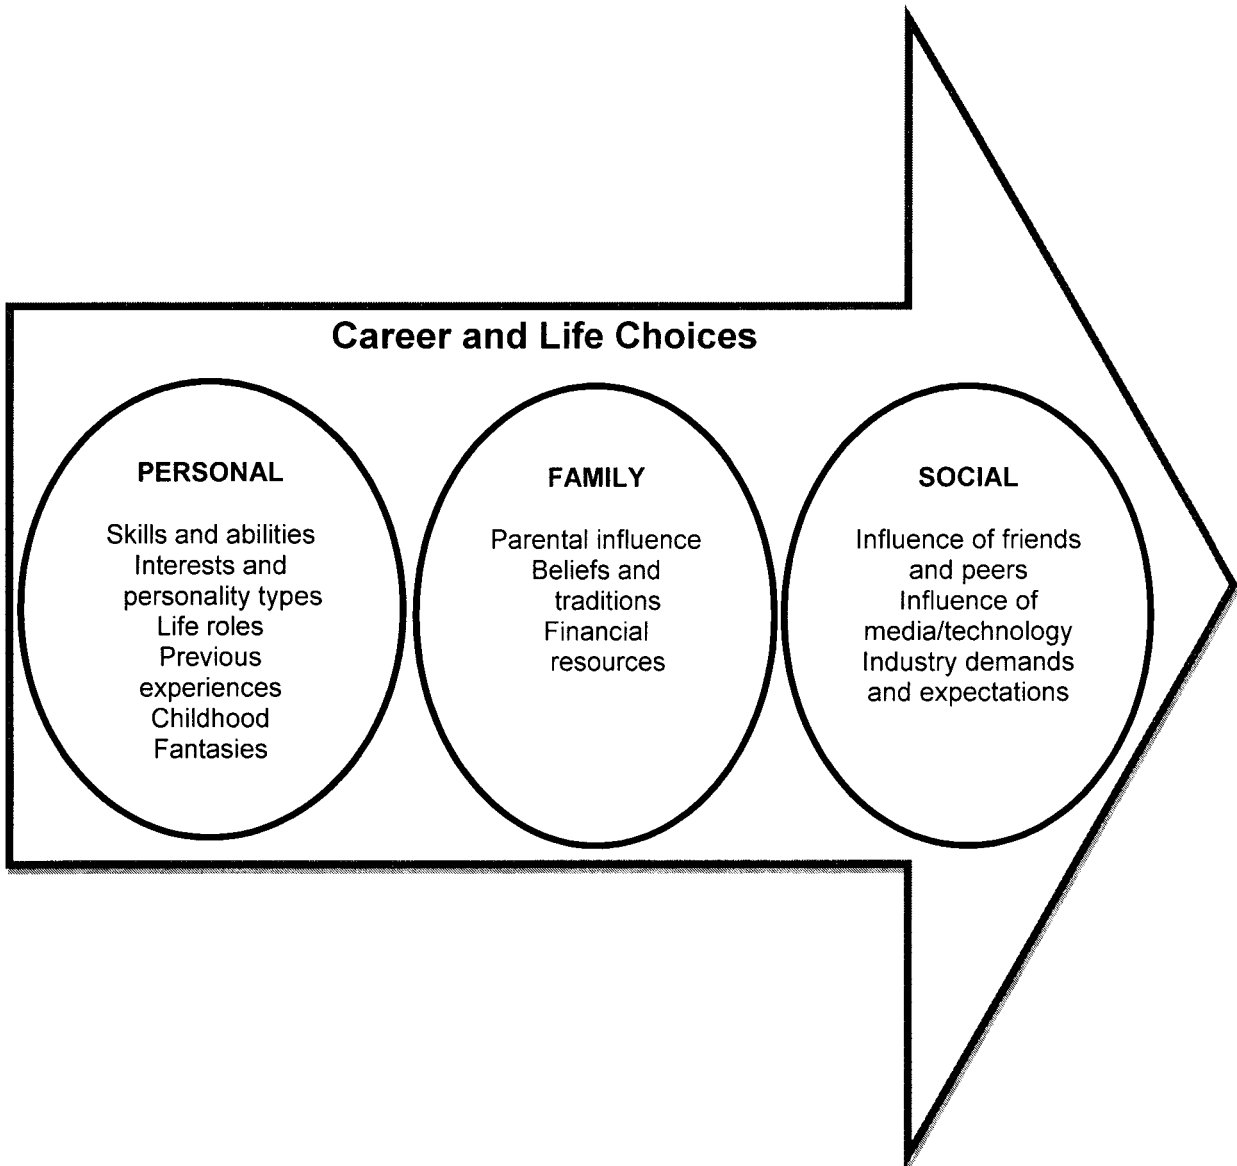 Career and Life Choices
PERSONAL
Skills and abilities
Interests and
personality types
Life roles
Previous
experiences
Childhood
Fantasies
FAMILY
Parental influence
Beliefs and
traditions
Financial
resources
SOCIAL
Influence of friends
and peers
Influence of
media/technology
Industry demands
and expectations